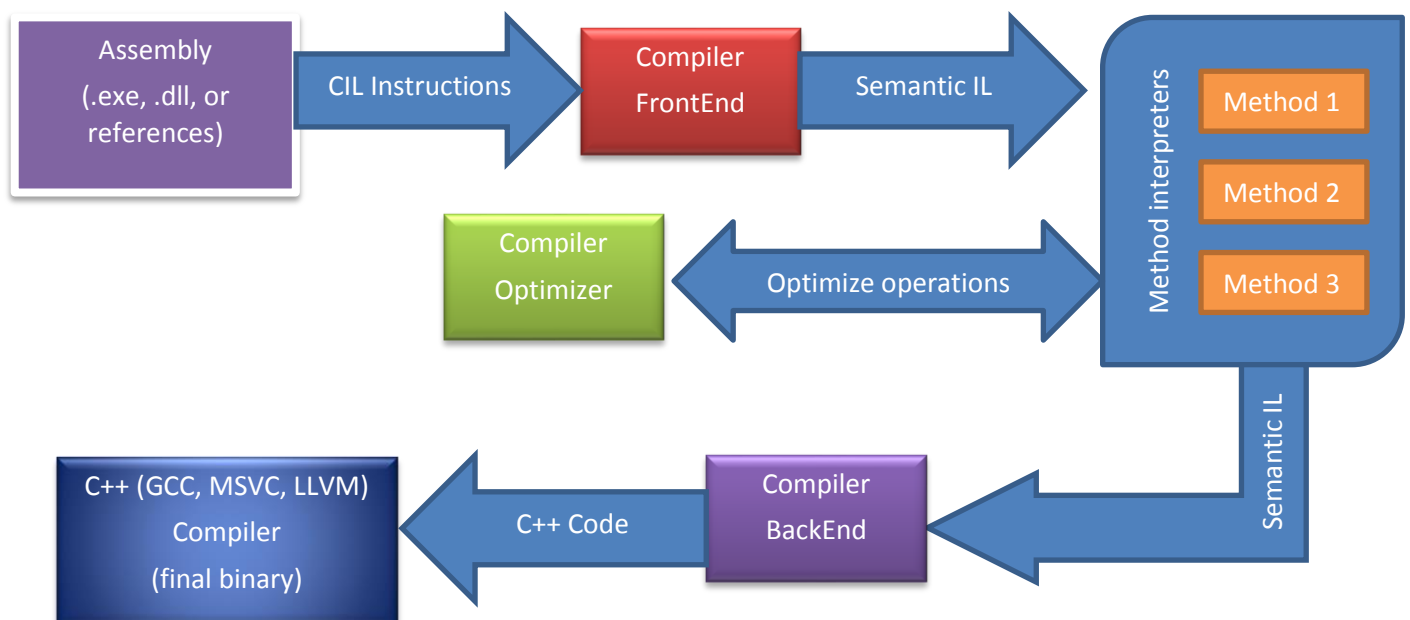 Assembly
(.exe, .dll, or
references)
CIL Instructions
Compiler
FrontEnd
Semantic IL
Method interpreters
Method 1
Method 2
Method 3
Compiler
Optimizer
Optimize operations
Semantic IL
Compiler
BackEnd
C++ Code
C++ (GCC, MSVC, LLVM)
Compiler
(final binary)